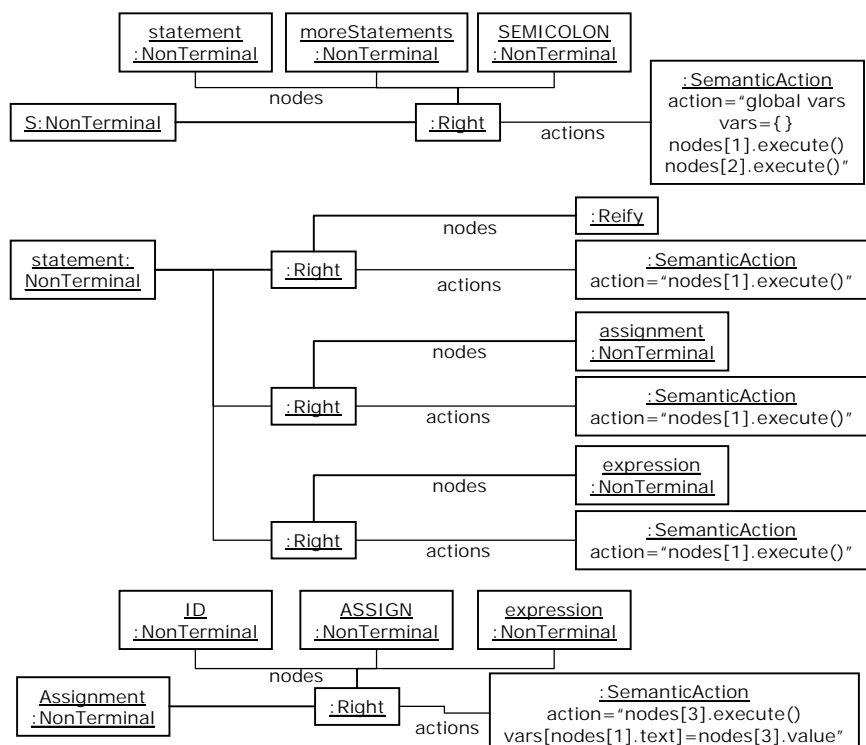 statement
:NonTerminal
moreStatements
:NonTerminal
SEMICOLON
:NonTerminal
nodes
S:NonTerminal
:Right
actions
:SemanticAction
action="global vars
vars={}
nodes[1].execute()
nodes[2].execute()"
nodes
:Reify
statement:
NonTerminal
:Right
actions
:SemanticAction
action="nodes[1].execute()"
nodes
assignment
:NonTerminal
:Right
actions
:SemanticAction
action="nodes[1].execute()"
nodes
expression
:NonTerminal
:Right
actions
:SemanticAction
action="nodes[1].execute()"
ID
:NonTerminal
ASSIGN
:NonTerminal
expression
:NonTerminal
nodes
Assignment
:NonTerminal
:Right
actions
:SemanticAction
action="nodes[3].execute()
vars[nodes[1].text]=nodes[3].value"